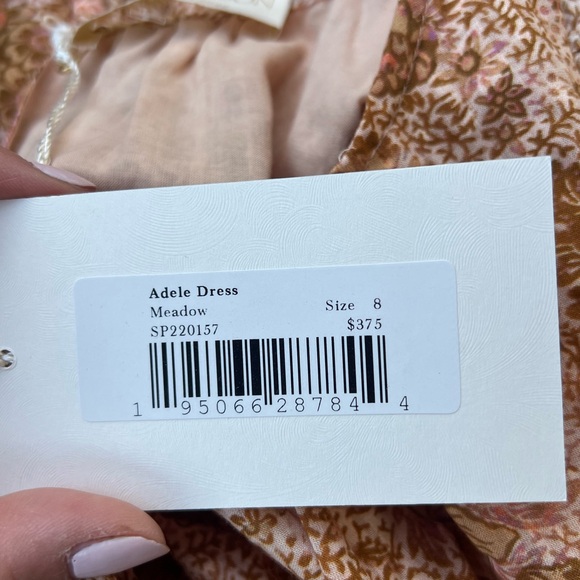 Adele Dress
Meadow Size 8
SP220157 $375
1 95066 28784 4